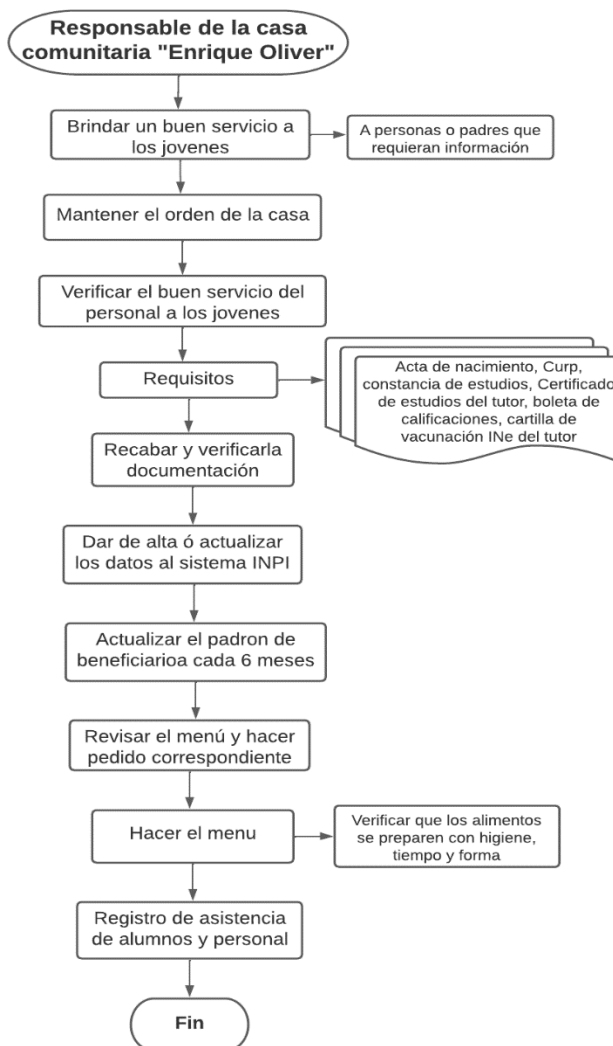 Responsable de la casa
comunitaria "Enrique Oliver"
Brindar un buen servicio a
los jovenes
A personas o padres que
requieran información
Mantener el orden de la casa
Verificar el buen servicio del
personal a los jovenes
Requisitos
Acta de nacimiento, Curp,
constancia de estudios, Certificado
de estudios del tutor, boleta de
calificaciones, cartilla de
vacunación INe del tutor
Recabar y verificarla
documentación
Dar de alta ó actualizar
los datos al sistema INPI
Actualizar el padron de
beneficiarioa cada 6 meses
Revisar el menú y hacer
pedido correspondiente
Hacer el menu
Verificar que los alimentos
se preparen con higiene,
tiempo y forma
Registro de asistencia
de alumnos y personal
Fin